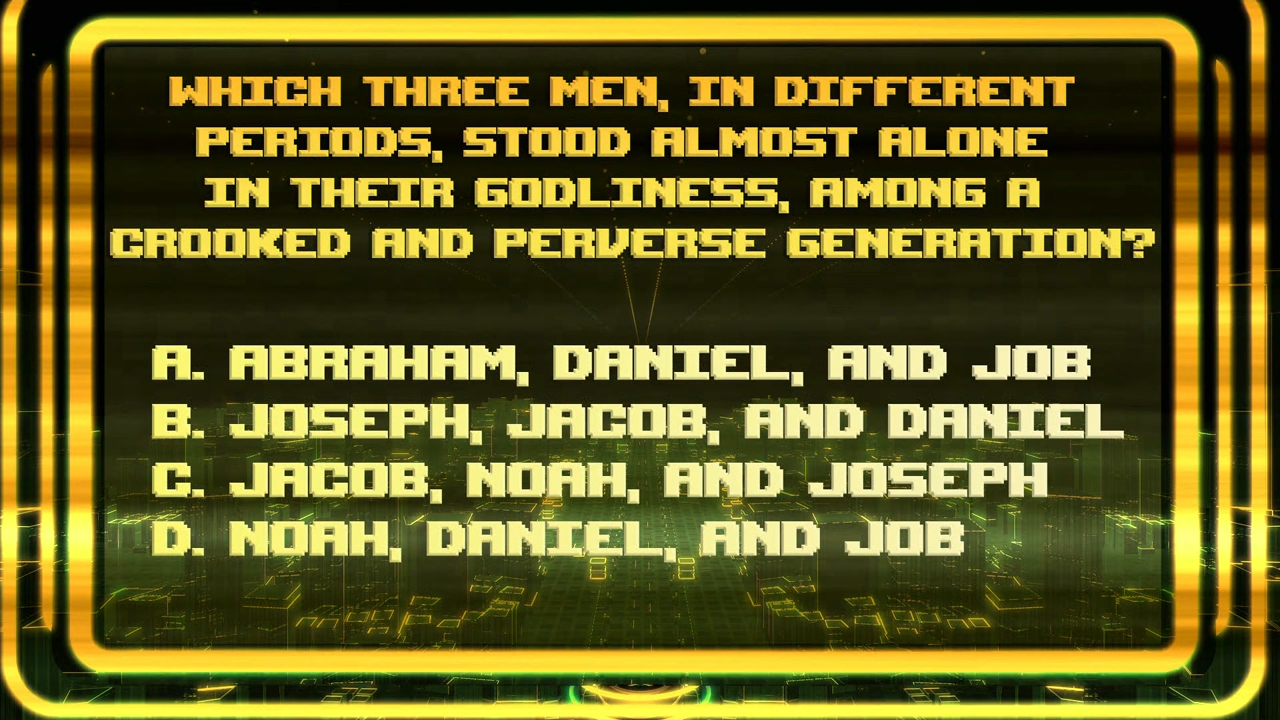 WHICH THREE MEN, IN DIFFERENT
PERIODS, STOOD ALMOST ALONE
IN THEIR GODLINESS, AMONG A
CROOKED AND PERVERSE GENERATION?
A. ABRAHAM, DANIEL, AND JOB
B. JOSEPH, JACOB, AND DANIEL
C. JACOB, NOAH, AND JOSEPH
D. NOAH, DANIEL, AND JOB